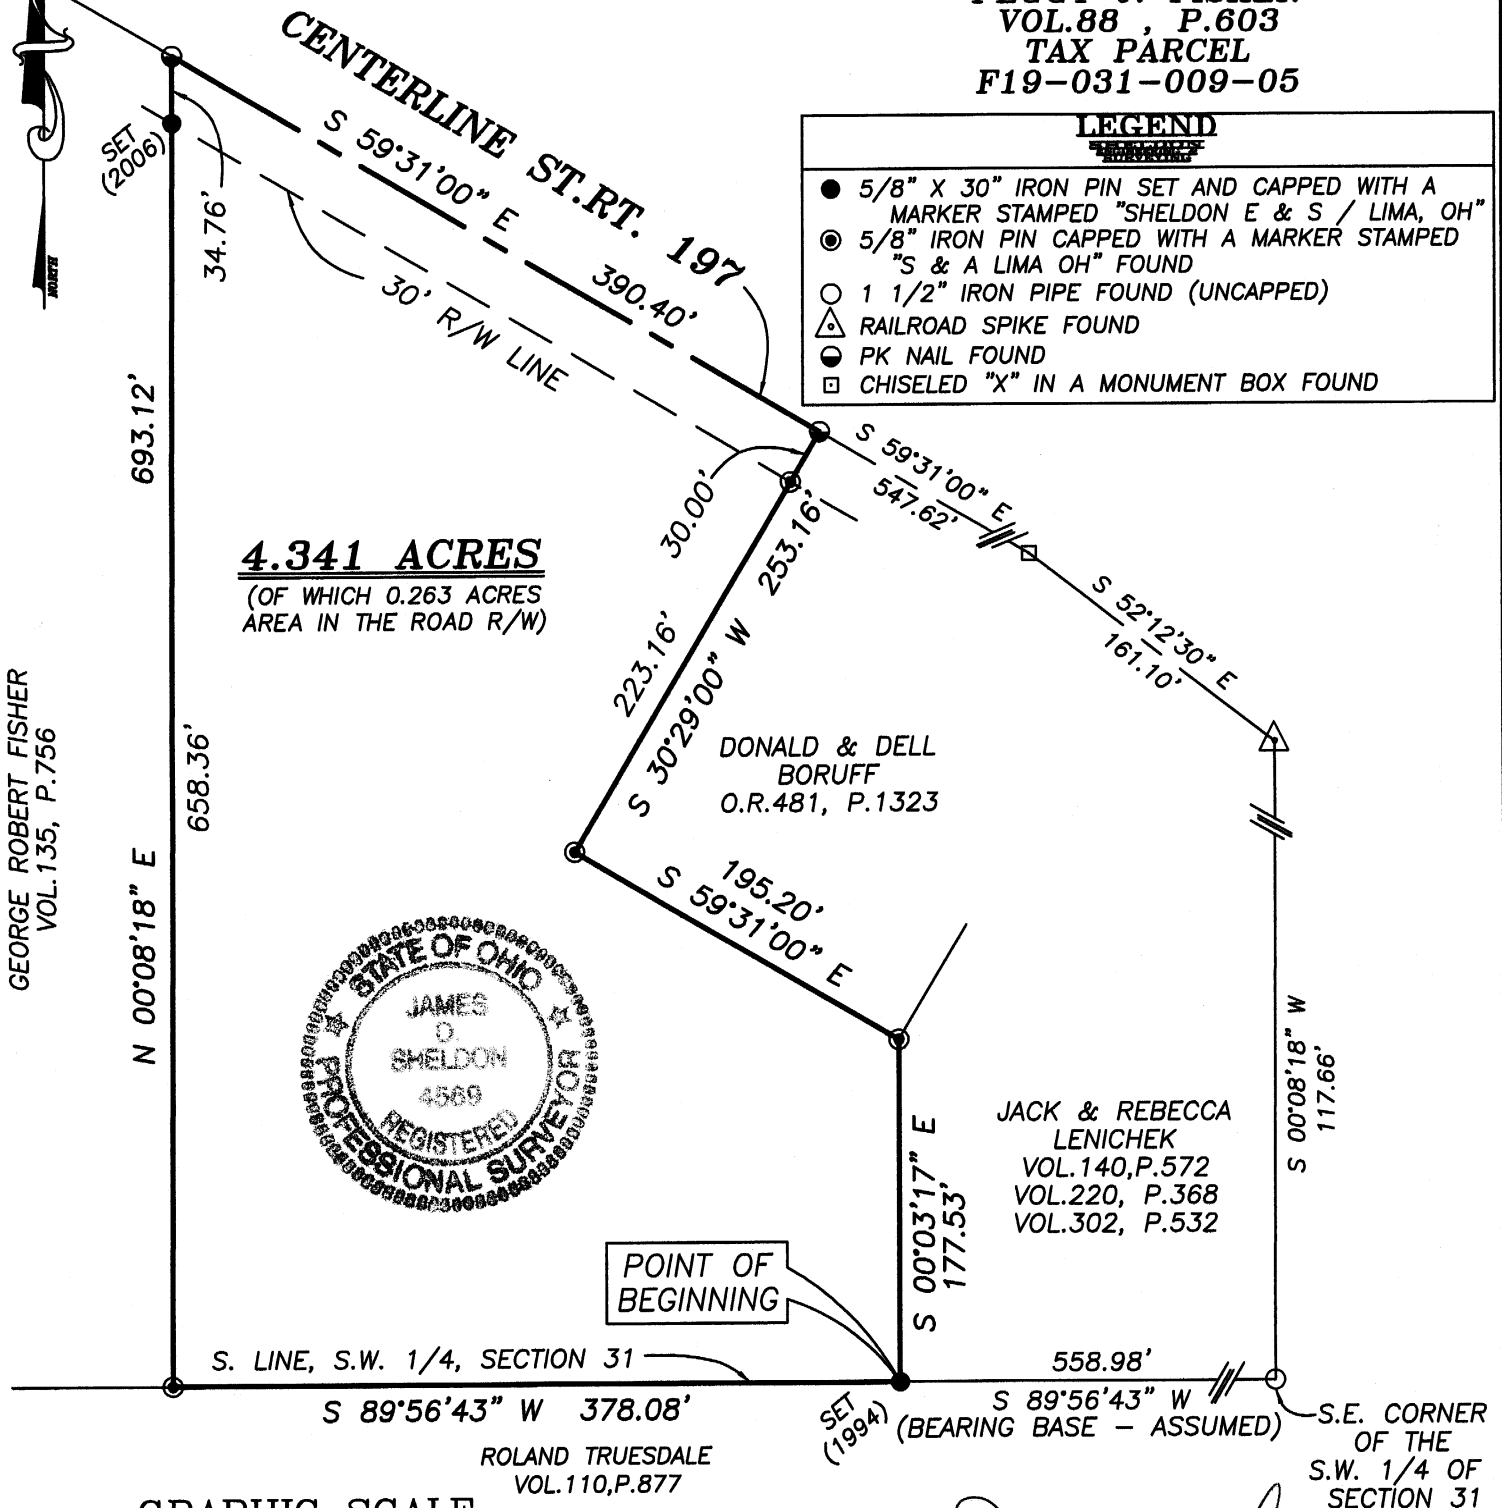 VOL.88 , P.603
TAX PARCEL
F19-031-009-05
LEGEND
● 5/8" X 30" IRON PIN SET AND CAPPED WITH A
MARKER STAMPED "SHELDON E & S / LIMA, OH"
5/8" IRON PIN CAPPED WITH A MARKER STAMPED
"S & A LIMA OH" FOUND
1 1/2" IRON PIPE FOUND (UNCAPPED)
RAILROAD SPIKE FOUND
PK NAIL FOUND
CHISELED "X" IN A MONUMENT BOX FOUND
CENTERLINE ST.RT. 197
S 59°31'00" E
390.40'
30' R/W LINE
SET
(2006)
34.76'
NORTH
693.12'
N 00°08'18" E
658.36'
GEORGE ROBERT FISHER
VOL.135, P.756
4.341 ACRES
(OF WHICH 0.263 ACRES
AREA IN THE ROAD R/W)
30.00'
223.16'
S 30°29'00" W 253.16'
S 59°31'00" E
547.62'
S 52°12'30" E
161.10'
DONALD & DELL
BORUFF
O.R.481, P.1323
195.20'
S 59°31'00" E
STATE OF OHIO
JAMES
D.
SHELDON
4569
REGISTERED
PROFESSIONAL SURVEYOR
S 00°03'17" E
177.53'
JACK & REBECCA
LENICHEK
VOL.140,P.572
VOL.220, P.368
VOL.302, P.532
S 00°08'18" W
117.66'
POINT OF
BEGINNING
S. LINE, S.W. 1/4, SECTION 31
S 89°56'43" W 378.08'
ROLAND TRUESDALE
VOL.110,P.877
SET
(1994)
558.98'
S 89°56'43" W
(BEARING BASE - ASSUMED)
S.E. CORNER
OF THE
S.W. 1/4 OF
SECTION 31
GRAPHIC SCALE